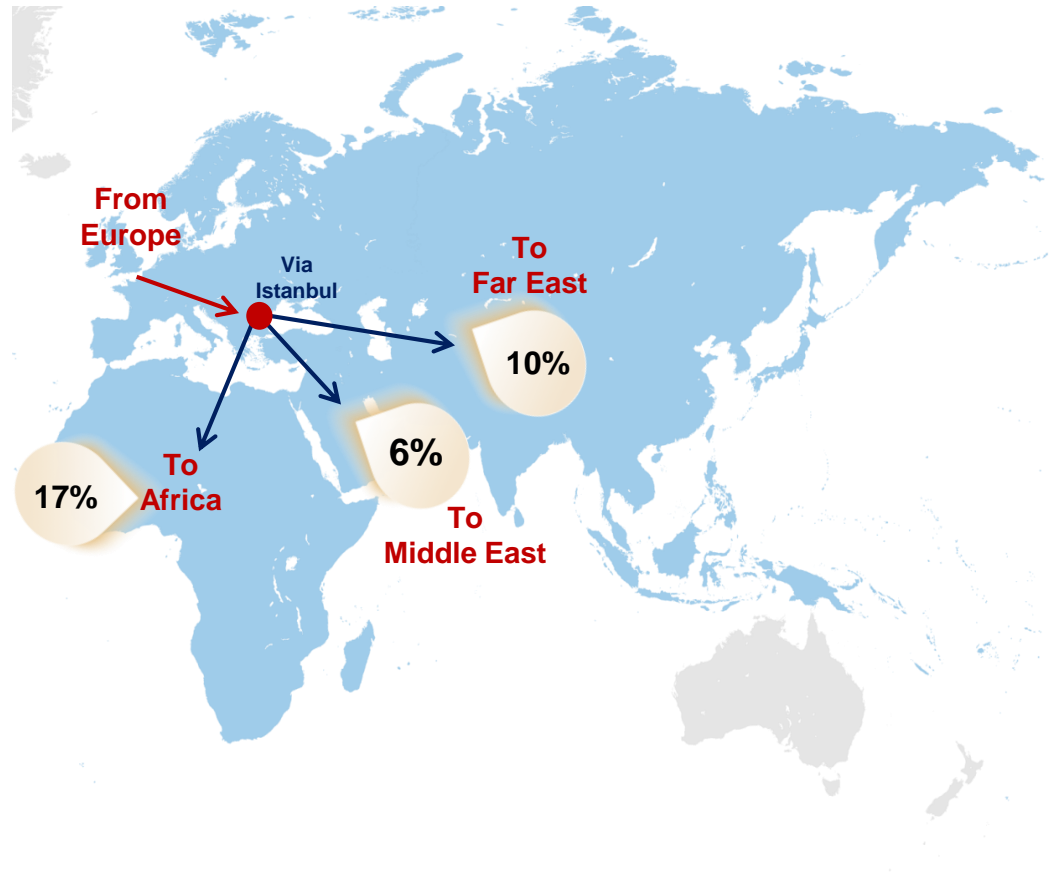 From
Europe
Via
Istanbul
To
Far East
10%
6%
To
Middle East
To
Africa
17%